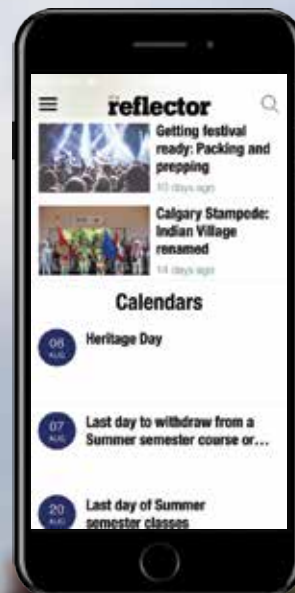 the
reflector
Getting festival
ready: Packing and
prepping
10 days ago
Calgary Stampede:
Indian Village
renamed
14 days ago
Calendars
06
AUG
Heritage Day
07
AUG
Last day to withdraw from a
Summer semester course or...
20
AUG
Last day of Summer
semester classes